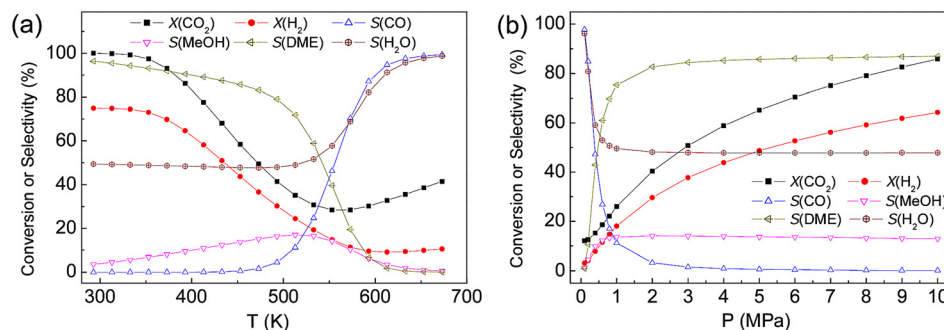 (a)
X(CO2) X(H2) S(CO)
S(MeOH) S(DME) S(H2O)
100
80
60
40
20
0
Conversion or Selectivity (%)
300 400 500 600 700
T (K)
(b)
100
80
60
40
20
0
Conversion or Selectivity (%)
X(CO2) X(H2)
S(CO) S(MeOH)
S(DME) S(H2O)
0 1 2 3 4 5 6 7 8 9 10
P (MPa)